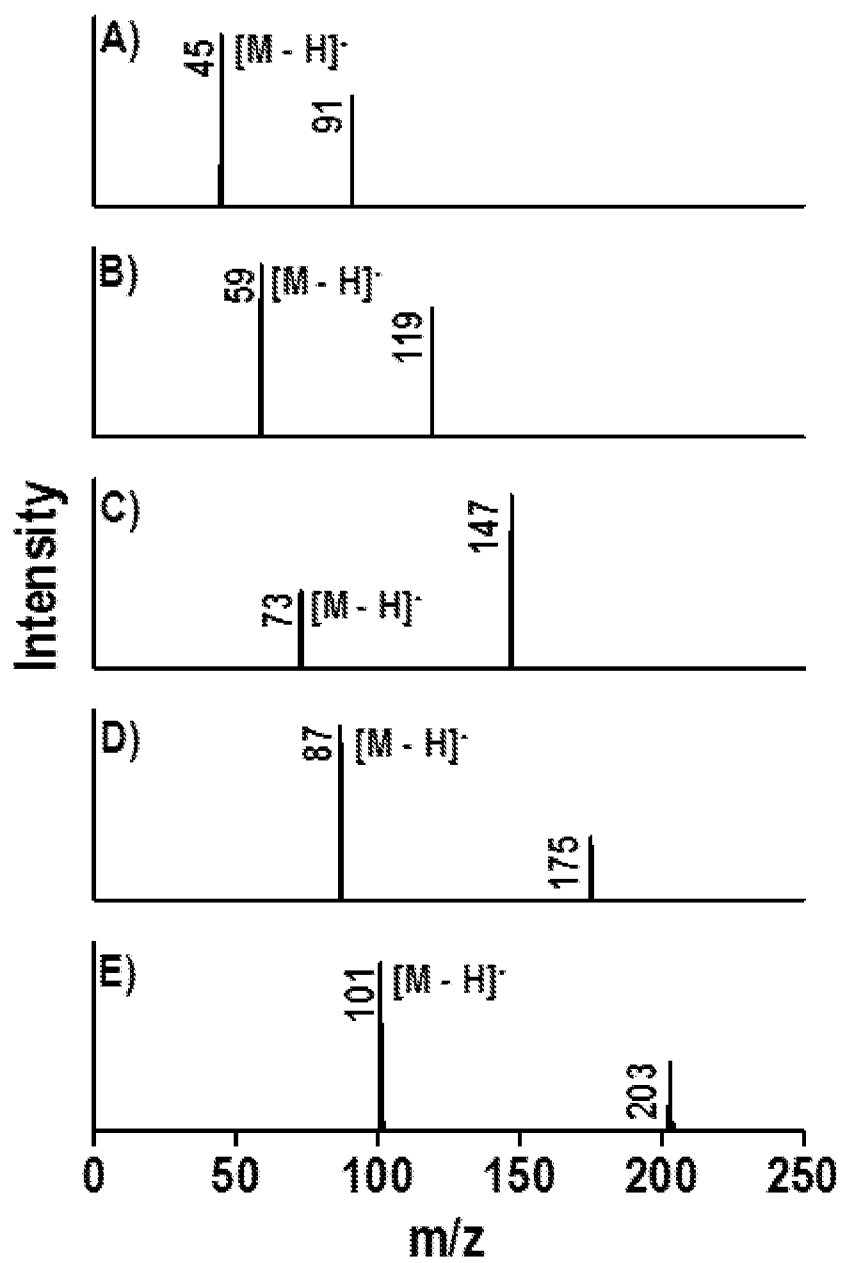 A)
45 [M - H]-
91
B)
59 [M - H]-
119
C)
73 [M - H]-
147
D)
87 [M - H]-
175
E)
101 [M - H]-
203
Intensity
0 50 100 150 200 250
m/z